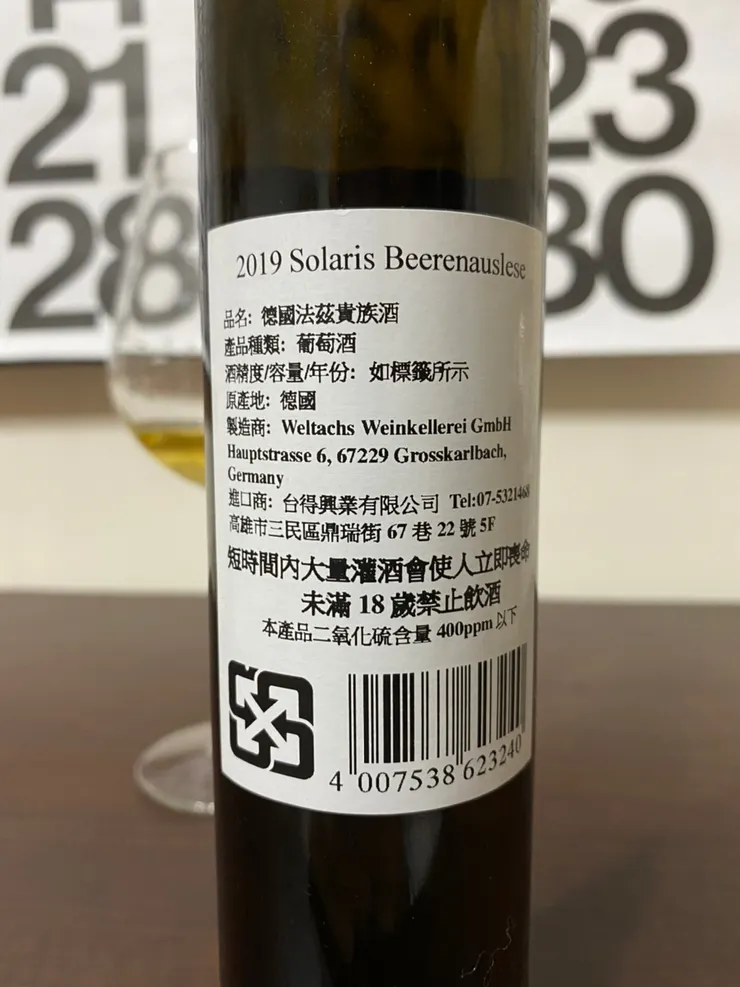 21
28
23
30
2019 Solaris Beerenauslese
品名: 德國法茲貴族酒
產品種類: 葡萄酒
酒精度/容量/年份: 如標籤所示
原產地: 德國
製造商: Weltachs Weinkellerei GmbH
Hauptstrasse 6, 67229 Grosskarlbach,
Germany
進口商: 台得興業有限公司 Tel:07-5321468
高雄市三民區鼎瑞街 67 巷 22 號 5F
短時間內大量灌酒會使人立即喪命
未滿 18 歲禁止飲酒
本產品二氧化硫含量 400ppm 以下
4 007538 623240